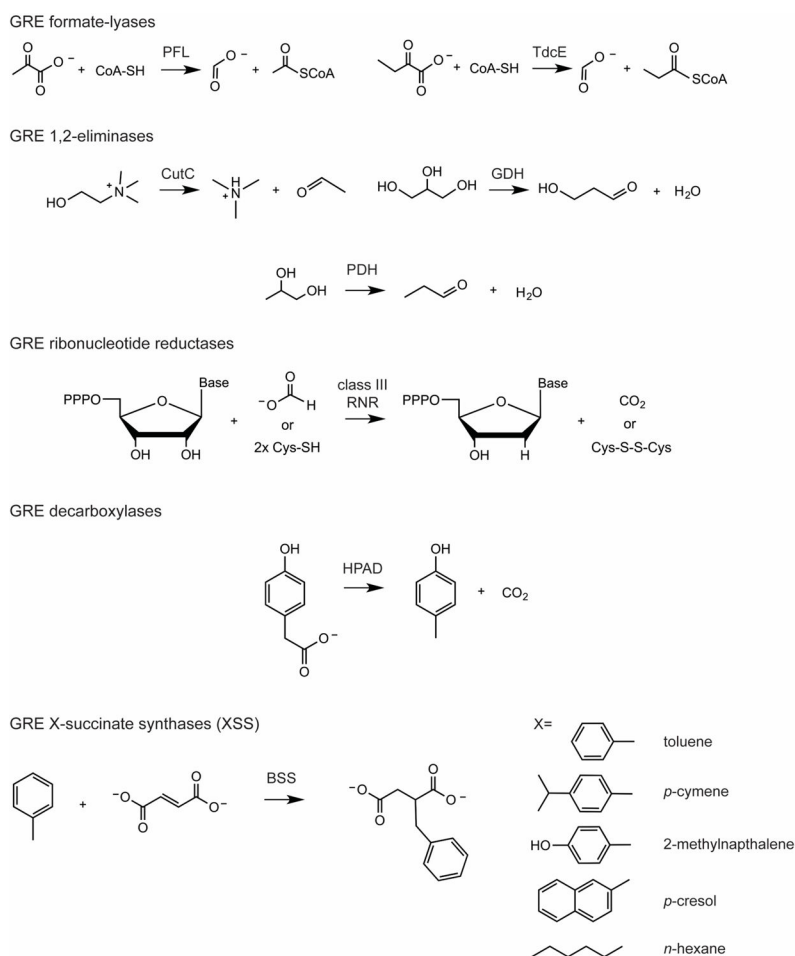 GRE formate-lyases
O O⁻ O + CoA-SH PFL O⁻ O + O SCoA
O O⁻ O + CoA-SH TdcE O⁻ O + O SCoA
GRE 1,2-eliminases
HO N⁺ CutC H N⁺ + O
HO OH OH GDH HO O + H₂O
OH OH PDH O + H₂O
GRE ribonucleotide reductases
PPPO O Base OH OH + ⁻O O H or 2x Cys-SH class III RNR PPPO O Base OH H + CO₂ or Cys-S-S-Cys
GRE decarboxylases
OH O⁻ O HPAD OH + CO₂
GRE X-succinate synthases (XSS)
+ ⁻O O O O⁻ BSS ⁻O O O O⁻
X=
toluene
p-cymene
HO 2-methylnapthalene
p-cresol
n-hexane